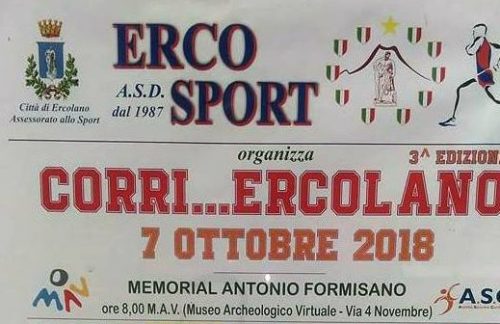 ERCO
SPORT
A.S.D.
dal 1987
Città di Ercolano
Assessorato allo Sport
organizza
3^ EDIZION
CORRI...ERCOLANO
7 OTTOBRE 2018
MAV
MEMORIAL ANTONIO FORMISANO
ore 8,00 M.A.V. (Museo Archeologico Virtuale - Via 4 Novembre)
A.S.C